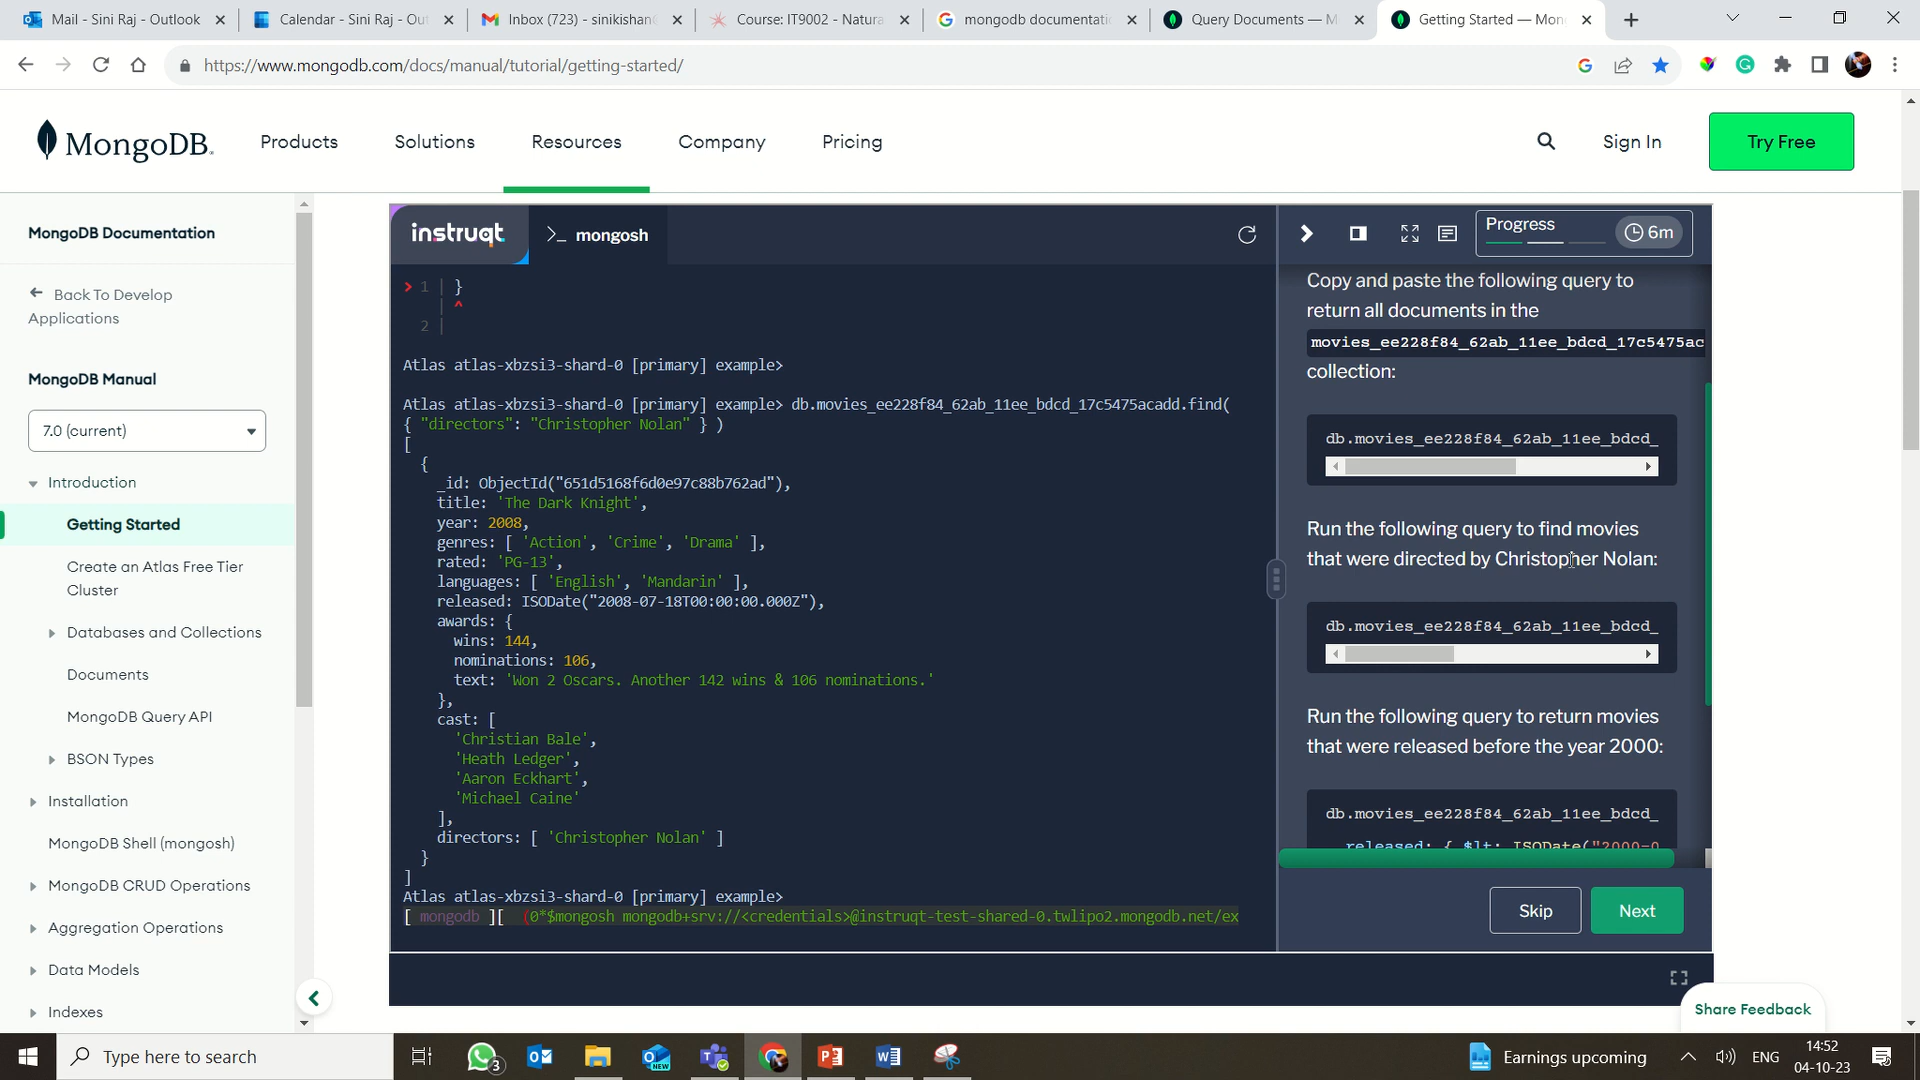 Mail - Sini Raj - Outlook
Calendar - Sini Raj - Out
Inbox (723) - sinikishan
Course: IT9002 - Natura
mongodb documentati
Query Documents — M
Getting Started — Mon
https://www.mongodb.com/docs/manual/tutorial/getting-started/
MongoDB.
Products
Solutions
Resources
Company
Pricing
Sign In
Try Free
MongoDB Documentation
Back To Develop
Applications
MongoDB Manual
7.0 (current)
Introduction
Getting Started
Create an Atlas Free Tier
Cluster
Databases and Collections
Documents
MongoDB Query API
BSON Types
Installation
MongoDB Shell (mongosh)
MongoDB CRUD Operations
Aggregation Operations
Data Models
Indexes
instruqt
>_ mongosh
> 1 | }
| ^
2 |
Atlas atlas-xbzsi3-shard-0 [primary] example>
Atlas atlas-xbzsi3-shard-0 [primary] example> db.movies_ee228f84_62ab_11ee_bdcd_17c5475acadd.find(
{ "directors": "Christopher Nolan" } )
[
{
_id: ObjectId("651d5168f6d0e97c88b762ad"),
title: 'The Dark Knight',
year: 2008,
genres: [ 'Action', 'Crime', 'Drama' ],
rated: 'PG-13',
languages: [ 'English', 'Mandarin' ],
released: ISODate("2008-07-18T00:00:00.000Z"),
awards: {
wins: 144,
nominations: 106,
text: 'Won 2 Oscars. Another 142 wins & 106 nominations.'
},
cast: [
'Christian Bale',
'Heath Ledger',
'Aaron Eckhart',
'Michael Caine'
],
directors: [ 'Christopher Nolan' ]
}
]
Atlas atlas-xbzsi3-shard-0 [primary] example>
[ mongodb ][ (0*$mongosh mongodb+srv://<credentials>@instruqt-test-shared-0.twlipo2.mongodb.net/ex
Progress
6m
Copy and paste the following query to
return all documents in the
movies_ee228f84_62ab_11ee_bdcd_17c5475ac
collection:
db.movies_ee228f84_62ab_11ee_bdcd_
Run the following query to find movies
that were directed by Christopher Nolan:
db.movies_ee228f84_62ab_11ee_bdcd_
Run the following query to return movies
that were released before the year 2000:
db.movies_ee228f84_62ab_11ee_bdcd_
released: { $lt: ISODate("2000-0
Skip
Next
Share Feedback
Type here to search
3
NEW
Earnings upcoming
ENG
14:52
04-10-23